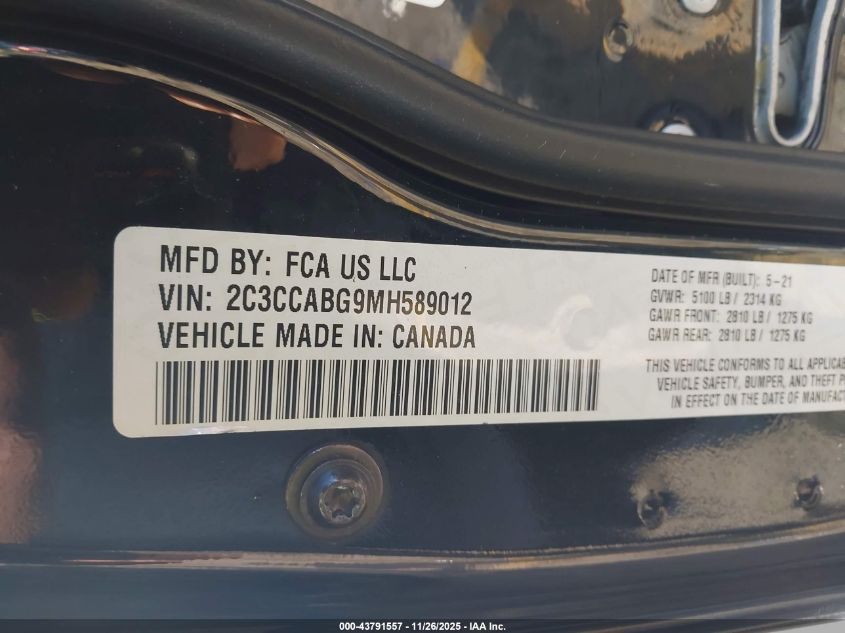 MFD BY: FCA US LLC
VIN: 2C3CCABG9MH589012
VEHICLE MADE IN: CANADA
DATE OF MFR (BUILT): 5-21
GVWR: 5100 LB / 2314 KG
GAWR FRONT: 2810 LB / 1275 KG
GAWR REAR: 2810 LB / 1275 KG
THIS VEHICLE CONFORMS TO ALL APPLICAB
VEHICLE SAFETY, BUMPER, AND THEFT P
IN EFFECT ON THE DATE OF MANUFAC
000-43791557 - 11/26/2025 - IAA Inc.